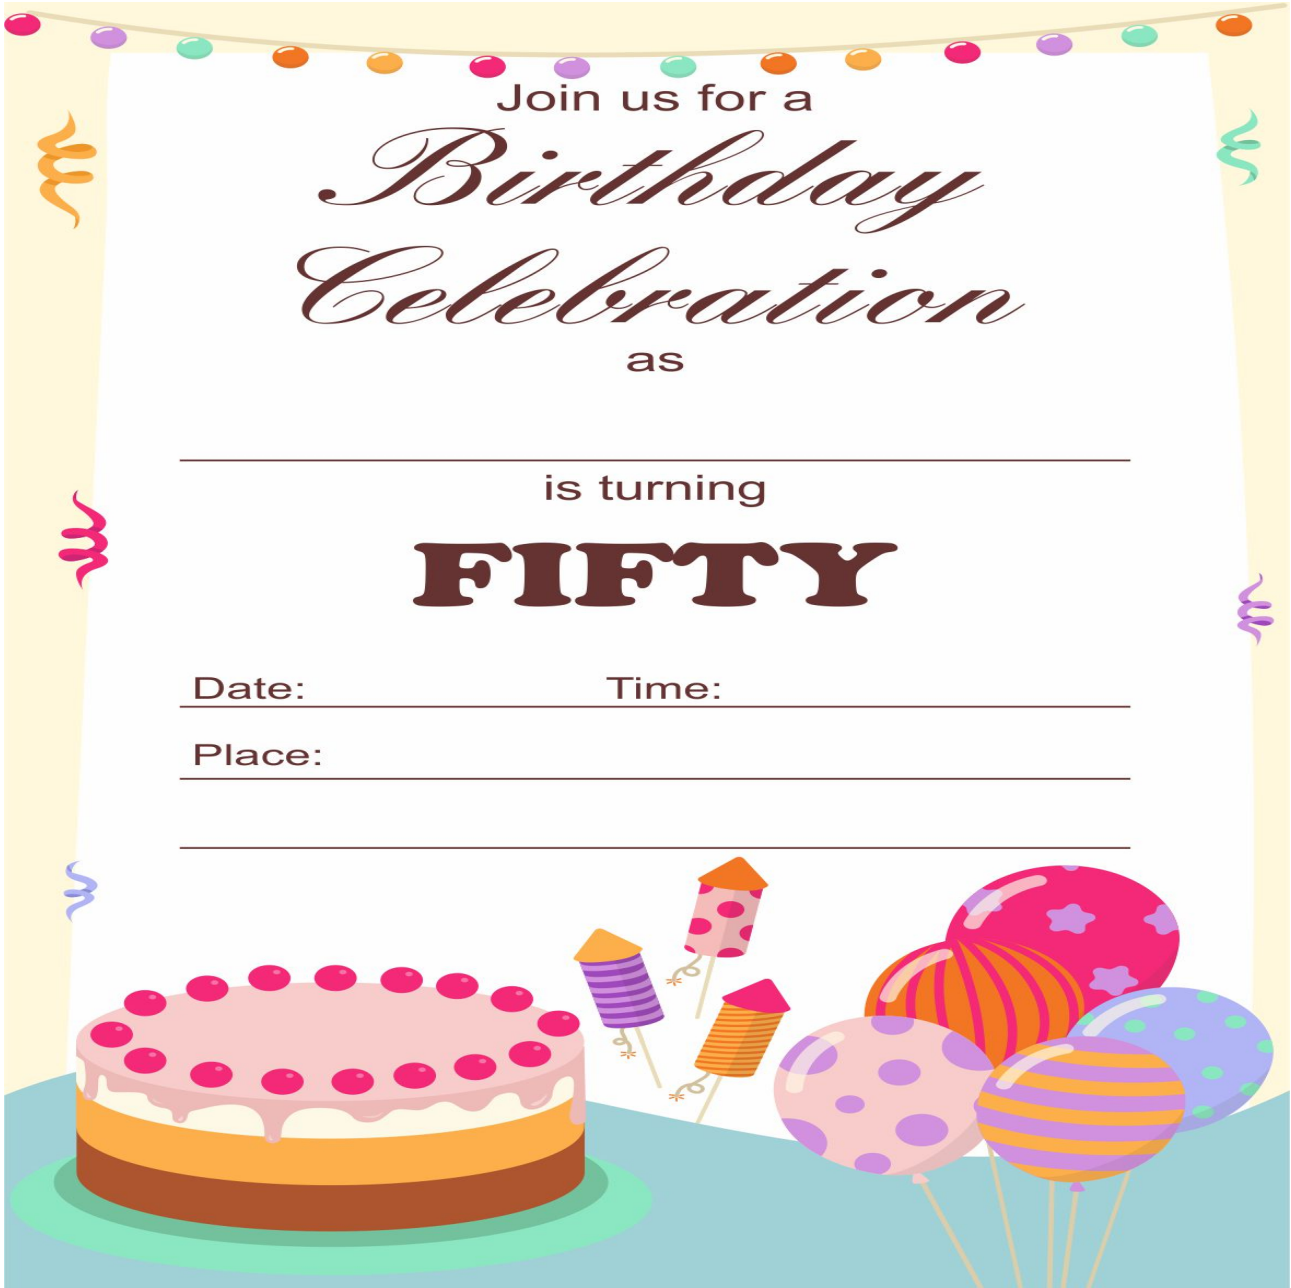 Join us for a
Birthday
Celebration
as
is turning
FIFTY
Date: Time:
Place: